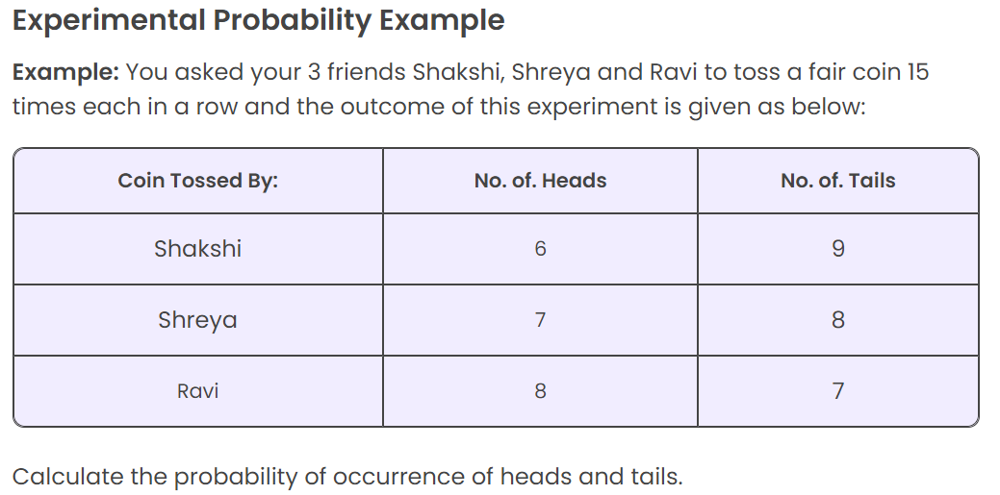 Experimental Probability Example
Example: You asked your 3 friends Shakshi, Shreya and Ravi to toss a fair coin 15
times each in a row and the outcome of this experiment is given as below:
Coin Tossed By: No. of. Heads No. of. Tails
Shakshi 6 9
Shreya 7 8
Ravi 8 7
Calculate the probability of occurrence of heads and tails.